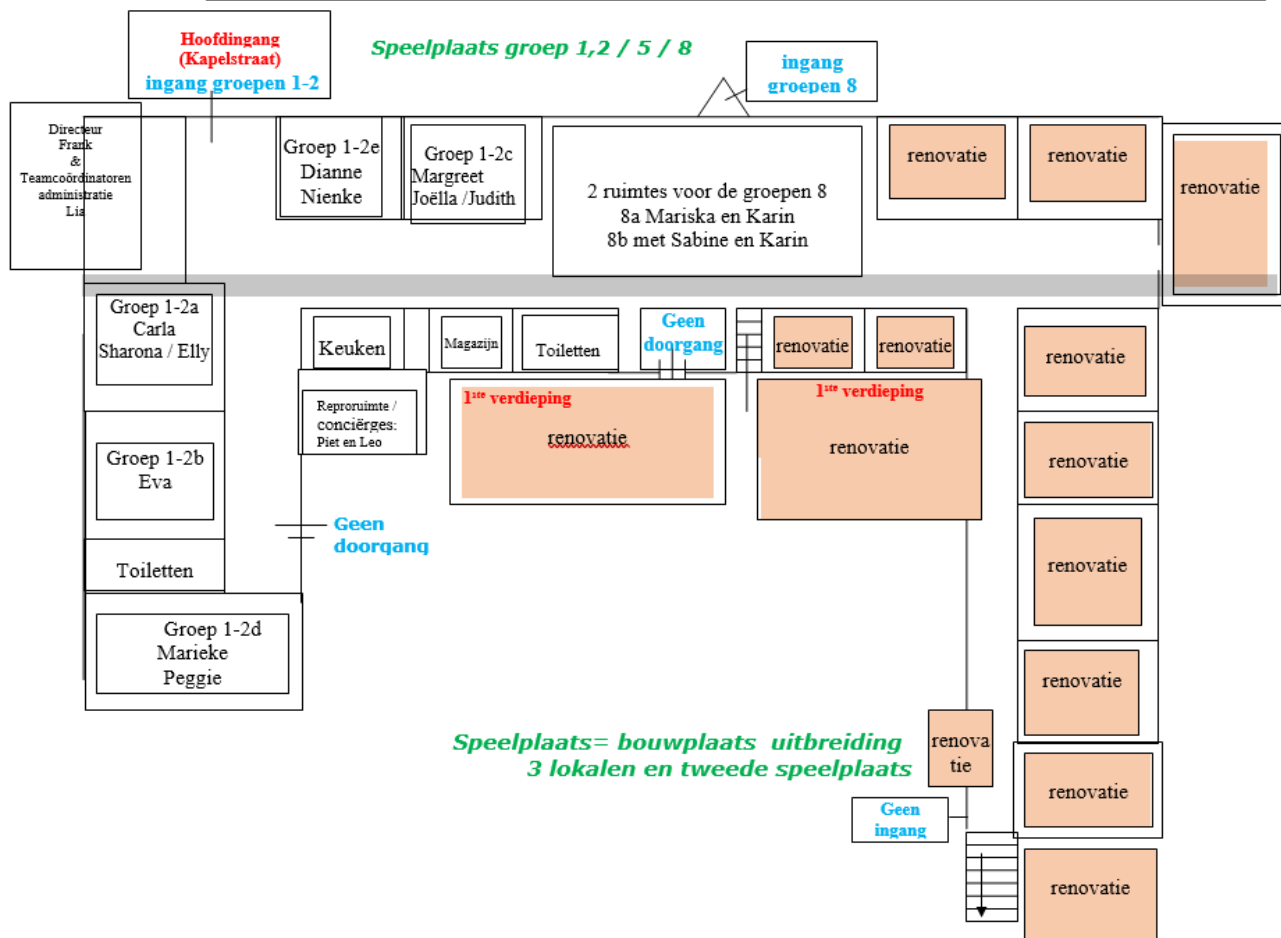 Hoofdingang
(Kapelstraat)
ingang groepen 1-2
Speelplaats groep 1,2 / 5 / 8
ingang
groepen 8
Directeur
Frank
&
Teamcoördinatoren
administratie
Lia
Groep 1-2e
Dianne
Nienke
Groep 1-2c
Margreet
Joëlla /Judith
2 ruimtes voor de groepen 8
8a Mariska en Karin
8b met Sabine en Karin
renovatie
renovatie
renovatie
Groep 1-2a
Carla
Sharona / Elly
Keuken
Magazijn
Toiletten
Geen
doorgang
renovatie
renovatie
renovatie
Reproruimte /
conciërges:
Piet en Leo
1ste verdieping
renovatie
1ste verdieping
renovatie
Groep 1-2b
Eva
renovatie
Geen
doorgang
Toiletten
renovatie
Groep 1-2d
Marieke
Peggie
renovatie
Speelplaats= bouwplaats uitbreiding
3 lokalen en tweede speelplaats
renova
tie
renovatie
Geen
ingang
renovatie